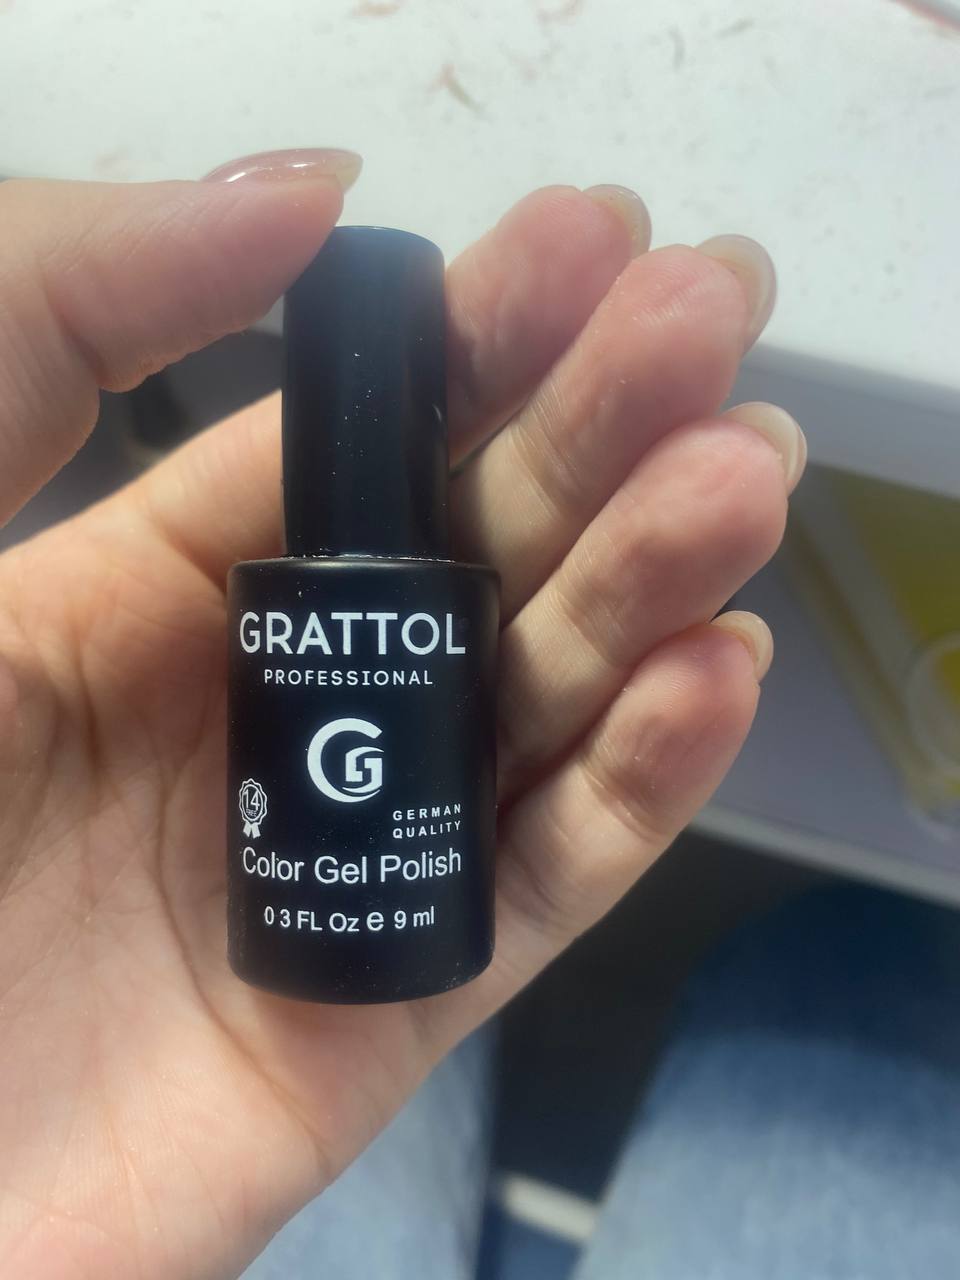 GRATTOL
PROFESSIONAL
14
GERMAN
QUALITY
Color Gel Polish
0 3 FL Oz e 9 ml